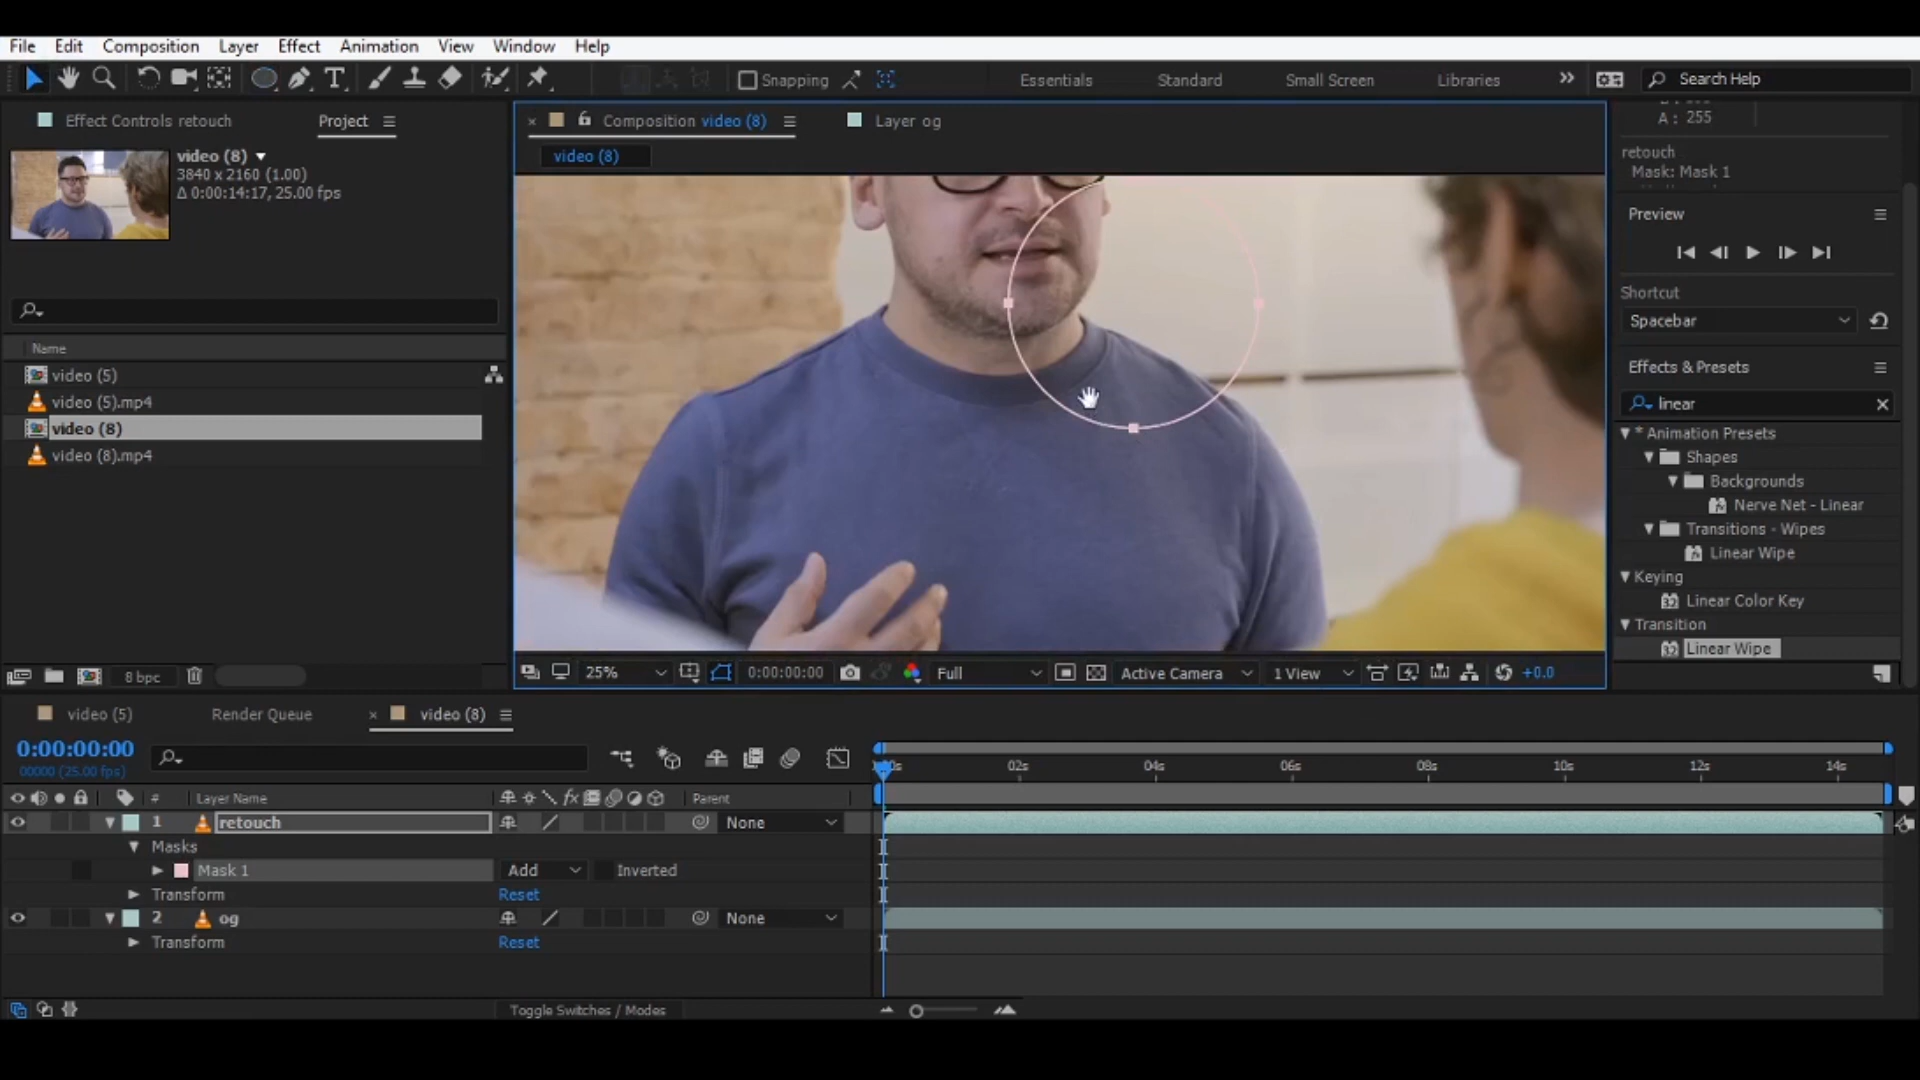 File Edit Composition Layer Effect Animation View Window Help
Snapping Essentials Standard Small Screen Libraries Search Help
Effect Controls retouch Project
video (8)
3840 x 2160 (1.00)
Δ 0:00:14:17, 25.00 fps
Name
video (5)
video (5).mp4
video (8)
video (8).mp4
8 bpc
Composition video (8) Layer og
video (8)
25% 0:00:00:00 Full Active Camera 1 View +0.0
A: 255
retouch
Mask: Mask 1
Preview
Shortcut
Spacebar
Effects & Presets
linear
* Animation Presets
Shapes
Backgrounds
Nerve Net - Linear
Transitions - Wipes
Linear Wipe
Keying
32 Linear Color Key
Transition
32 Linear Wipe
video (5) Render Queue video (8)
0:00:00:00
00000 (25.00 fps)
02s 04s 06s 08s 10s 12s 14s
# Layer Name fx Parent
1 retouch None
Masks
Mask 1 Add Inverted
Transform Reset
2 og None
Transform Reset
Toggle Switches / Modes